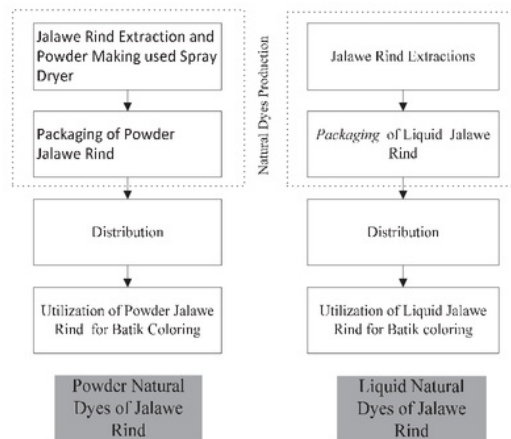 Jalawe Rind Extraction and
Powder Making used Spray
Dryer
Packaging of Powder
Jalawe Rind
Distribution
Utilization of Powder Jalawe
Rind for Batik Coloring
Powder Natural
Dyes of Jalawe
Rind
Natural Dyes Production
Jalawe Rind Extractions
Packaging of Liquid Jalawe
Rind
Distribution
Utilization of Liquid Jalawe
Rind for Batik coloring
Liquid Natural
Dyes of Jalawe
Rind